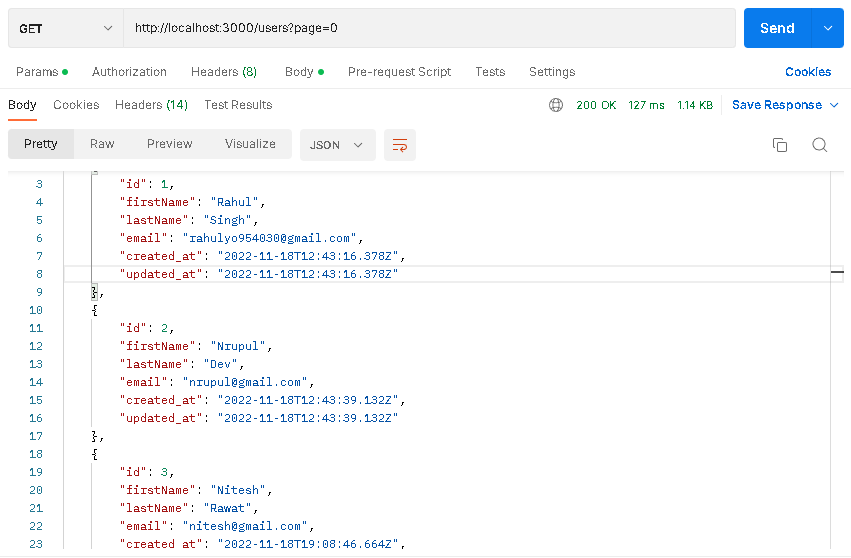 GET http://localhost:3000/users?page=0 Send
Params Authorization Headers (8) Body Pre-request Script Tests Settings Cookies
Body Cookies Headers (14) Test Results 200 OK 127 ms 1.14 KB Save Response
Pretty Raw Preview Visualize JSON
3 "id": 1,
4 "firstName": "Rahul",
5 "lastName": "Singh",
6 "email": "rahulyo954030@gmail.com",
7 "created_at": "2022-11-18T12:43:16.378Z",
8 "updated_at": "2022-11-18T12:43:16.378Z"
9 },
10 {
11 "id": 2,
12 "firstName": "Nrupul",
13 "lastName": "Dev",
14 "email": "nrupul@gmail.com",
15 "created_at": "2022-11-18T12:43:39.132Z",
16 "updated_at": "2022-11-18T12:43:39.132Z"
17 },
18 {
19 "id": 3,
20 "firstName": "Nitesh",
21 "lastName": "Rawat",
22 "email": "nitesh@gmail.com",
23 "created_at": "2022-11-18T19:08:46.664Z",